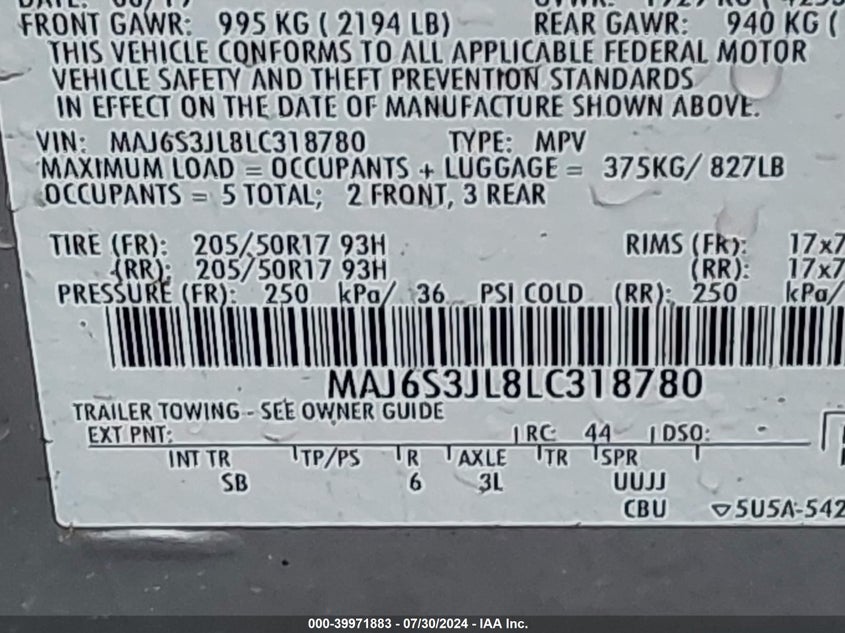 FRONT GAWR: 995 KG ( 2194 LB) REAR GAWR: 940 KG (
THIS VEHICLE CONFORMS TO ALL APPLICABLE FEDERAL MOTOR
VEHICLE SAFETY AND THEFT PREVENTION STANDARDS
IN EFFECT ON THE DATE OF MANUFACTURE SHOWN ABOVE.
VIN: MAJ6S3JL8LC318780 TYPE: MPV
MAXIMUM LOAD = OCCUPANTS + LUGGAGE = 375KG/ 827LB
OCCUPANTS = 5 TOTAL; 2 FRONT, 3 REAR
TIRE (FR): 205/50R17 93H RIMS (FR): 17x7
(RR): 205/50R17 93H (RR): 17x7
PRESSURE (FR): 250 kPa/ 36 PSI COLD (RR): 250 kPa/
MAJ6S3JL8LC318780
TRAILER TOWING - SEE OWNER GUIDE
EXT PNT: RC: 44 DSO:
INT TR TP/PS R AXLE TR SPR
SB 6 3L UUJJ
CBU 5U5A-542
000-39971883 - 07/30/2024 - IAA Inc.